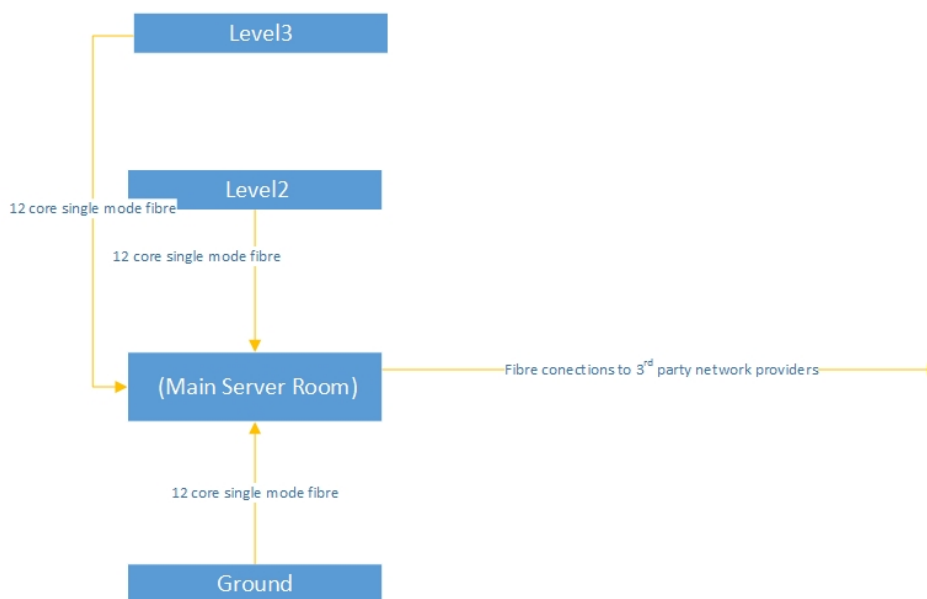 Level3
Level2
12 core single mode fibre
12 core single mode fibre
(Main Server Room)
Fibre conections to 3rd party network providers
12 core single mode fibre
Ground